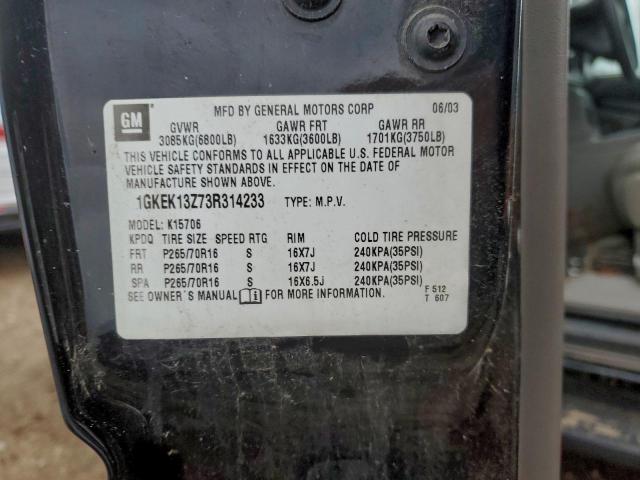 GM
MFD BY GENERAL MOTORS CORP 06/03
GVWR GAWR FRT GAWR RR
3085KG(6800LB) 1633KG(3600LB) 1701KG(3750LB)
THIS VEHICLE CONFORMS TO ALL APPLICABLE U.S. FEDERAL MOTOR
VEHICLE SAFETY STANDARDS IN EFFECT ON THE DATE OF
MANUFACTURE SHOWN ABOVE.
1GKEK13Z73R314233 TYPE: M.P.V.
MODEL: K15706
KPDQ TIRE SIZE SPEED RTG RIM COLD TIRE PRESSURE
FRT P265/70R16 S 16X7J 240KPA(35PSI)
RR P265/70R16 S 16X7J 240KPA(35PSI)
SPA P265/70R16 S 16X6.5J 240KPA(35PSI)
SEE OWNER'S MANUAL i FOR MORE INFORMATION
F 512
T 607